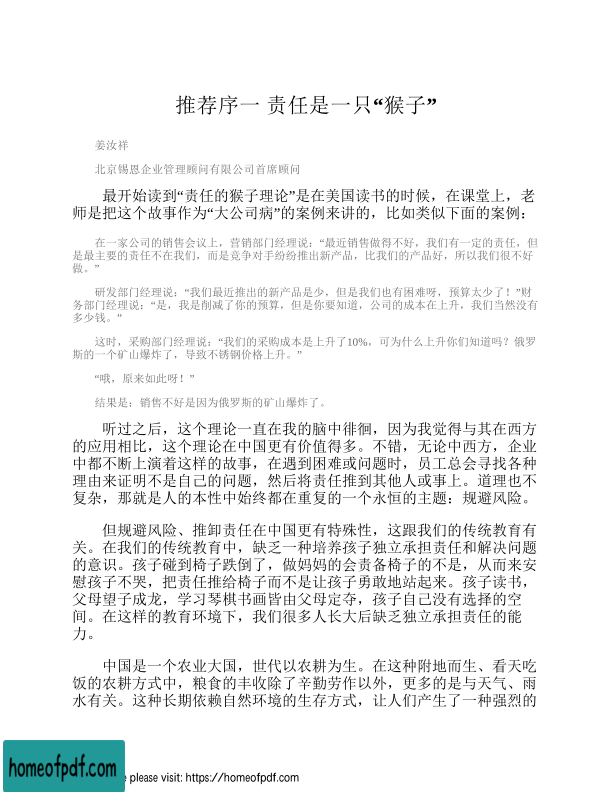 推荐序一 责任是一只“猴子”
姜汝祥
北京锡恩企业管理顾问有限公司首席顾问
最开始读到“责任的猴子理论”是在美国读书的时候，在课堂上，老
师是把这个故事作为“大公司病”的案例来讲的，比如类似下面的案例：
在一家公司的销售会议上，营销部门经理说：“最近销售做得不好，我们有一定的责任，但
是最主要的责任不在我们，而是竞争对手纷纷推出新产品，比我们的产品好，所以我们很不好
做。”
研发部门经理说：“我们最近推出的新产品是少，但是我们也有困难呀，预算太少了！”财
务部门经理说：“是，我是削减了你的预算，但是你要知道，公司的成本在上升，我们当然没有
多少钱。”
这时，采购部门经理说：“我们的采购成本是上升了10%，可为什么上升你们知道吗？俄罗
斯的一个矿山爆炸了，导致不锈钢价格上升。”
“哦，原来如此呀！”
结果是：销售不好是因为俄罗斯的矿山爆炸了。
听过之后，这个理论一直在我的脑中徘徊，因为我觉得与其在西方
的应用相比，这个理论在中国更有价值得多。不错，无论中西方，企业
中都不断上演着这样的故事，在遇到困难或问题时，员工总会寻找各种
理由来证明不是自己的问题，然后将责任推到其他人或事上。道理也不
复杂，那就是人的本性中始终都在重复的一个永恒的主题：规避风险。
但规避风险、推卸责任在中国更有特殊性，这跟我们的传统教育有
关。在我们的传统教育中，缺乏一种培养孩子独立承担责任和解决问题
的意识。孩子碰到椅子跌倒了，做妈妈的会责备椅子的不是，从而来安
慰孩子不哭，把责任推给椅子而不是让孩子勇敢地站起来。孩子读书，
父母望子成龙，学习琴棋书画皆由父母定夺，孩子自己没有选择的空
间。在这样的教育环境下，我们很多人长大后缺乏独立承担责任的能
力。
中国是一个农业大国，世代以农耕为生。在这种附地而生、看天吃
饭的农耕方式中，粮食的丰收除了辛勤劳作以外，更多的是与天气、雨
水有关。这种长期依赖自然环境的生存方式，让人们产生了一种强烈的
homeofpdf.com
e please visit: https://homeofpdf.com